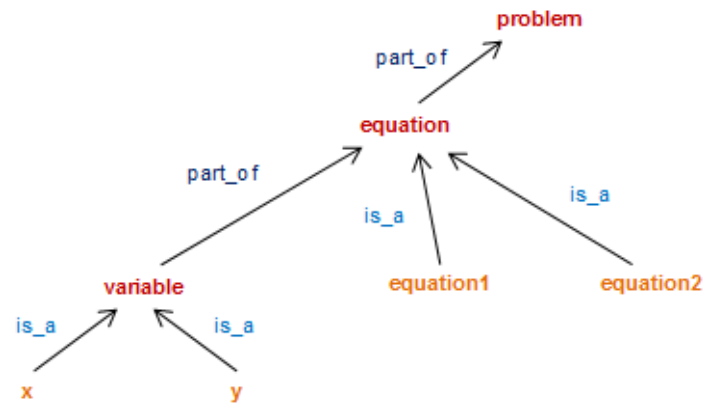 problem
part_of
equation
part_of
is_a
is_a
variable
equation1
equation2
is_a
is_a
x
y